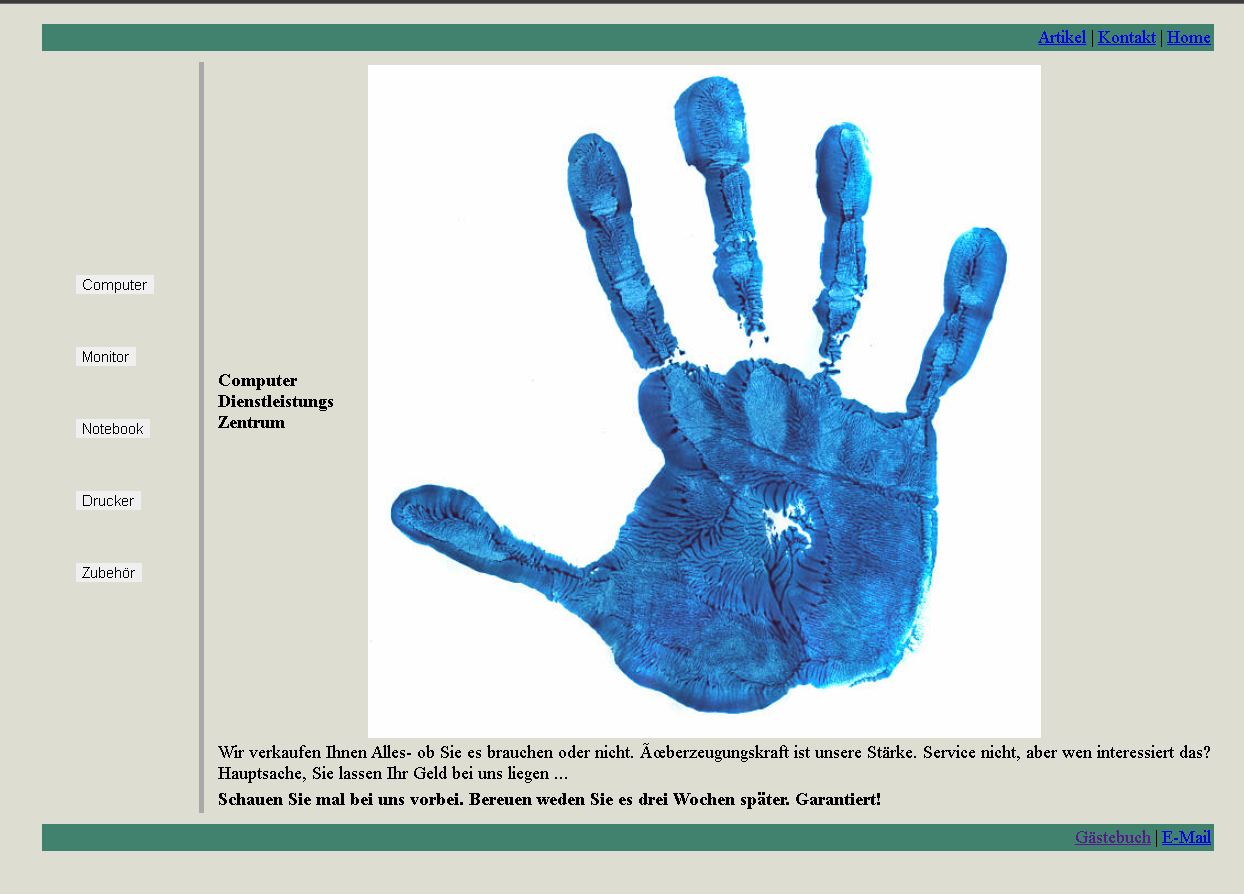 Artikel | Kontakt | Home
Computer
Monitor
Notebook
Drucker
Zubehör
Computer
Dienstleistungs
Zentrum
Wir verkaufen Ihnen Alles- ob Sie es brauchen oder nicht. Ãœberzeugungskraft ist unsere Stärke. Service nicht, aber wen interessiert das?
Hauptsache, Sie lassen Ihr Geld bei uns liegen ...
Schauen Sie mal bei uns vorbei. Bereuen weden Sie es drei Wochen später. Garantiert!
Gästebuch | E-Mail